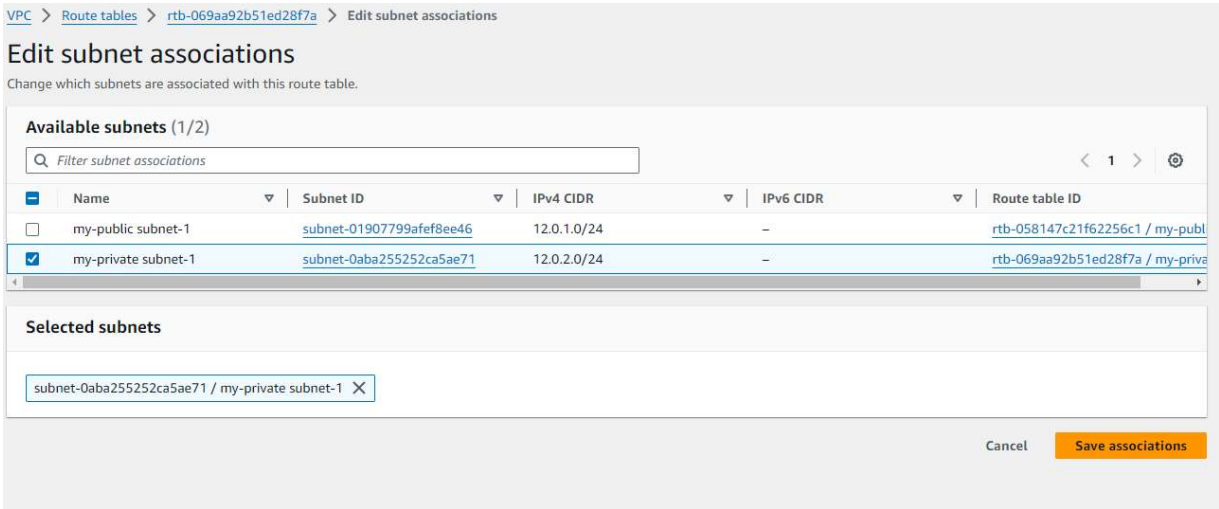 VPC > Route tables > rtb-069aa92b51ed28f7a > Edit subnet associations
Edit subnet associations
Change which subnets are associated with this route table.
Available subnets (1/2)
Filter subnet associations
< 1 >
Name Subnet ID IPv4 CIDR IPv6 CIDR Route table ID
my-public subnet-1 subnet-01907799afef8ee46 12.0.1.0/24 – rtb-058147c21f62256c1 / my-publ
my-private subnet-1 subnet-0aba255252ca5ae71 12.0.2.0/24 – rtb-069aa92b51ed28f7a / my-priva
Selected subnets
subnet-0aba255252ca5ae71 / my-private subnet-1 X
Cancel Save associations